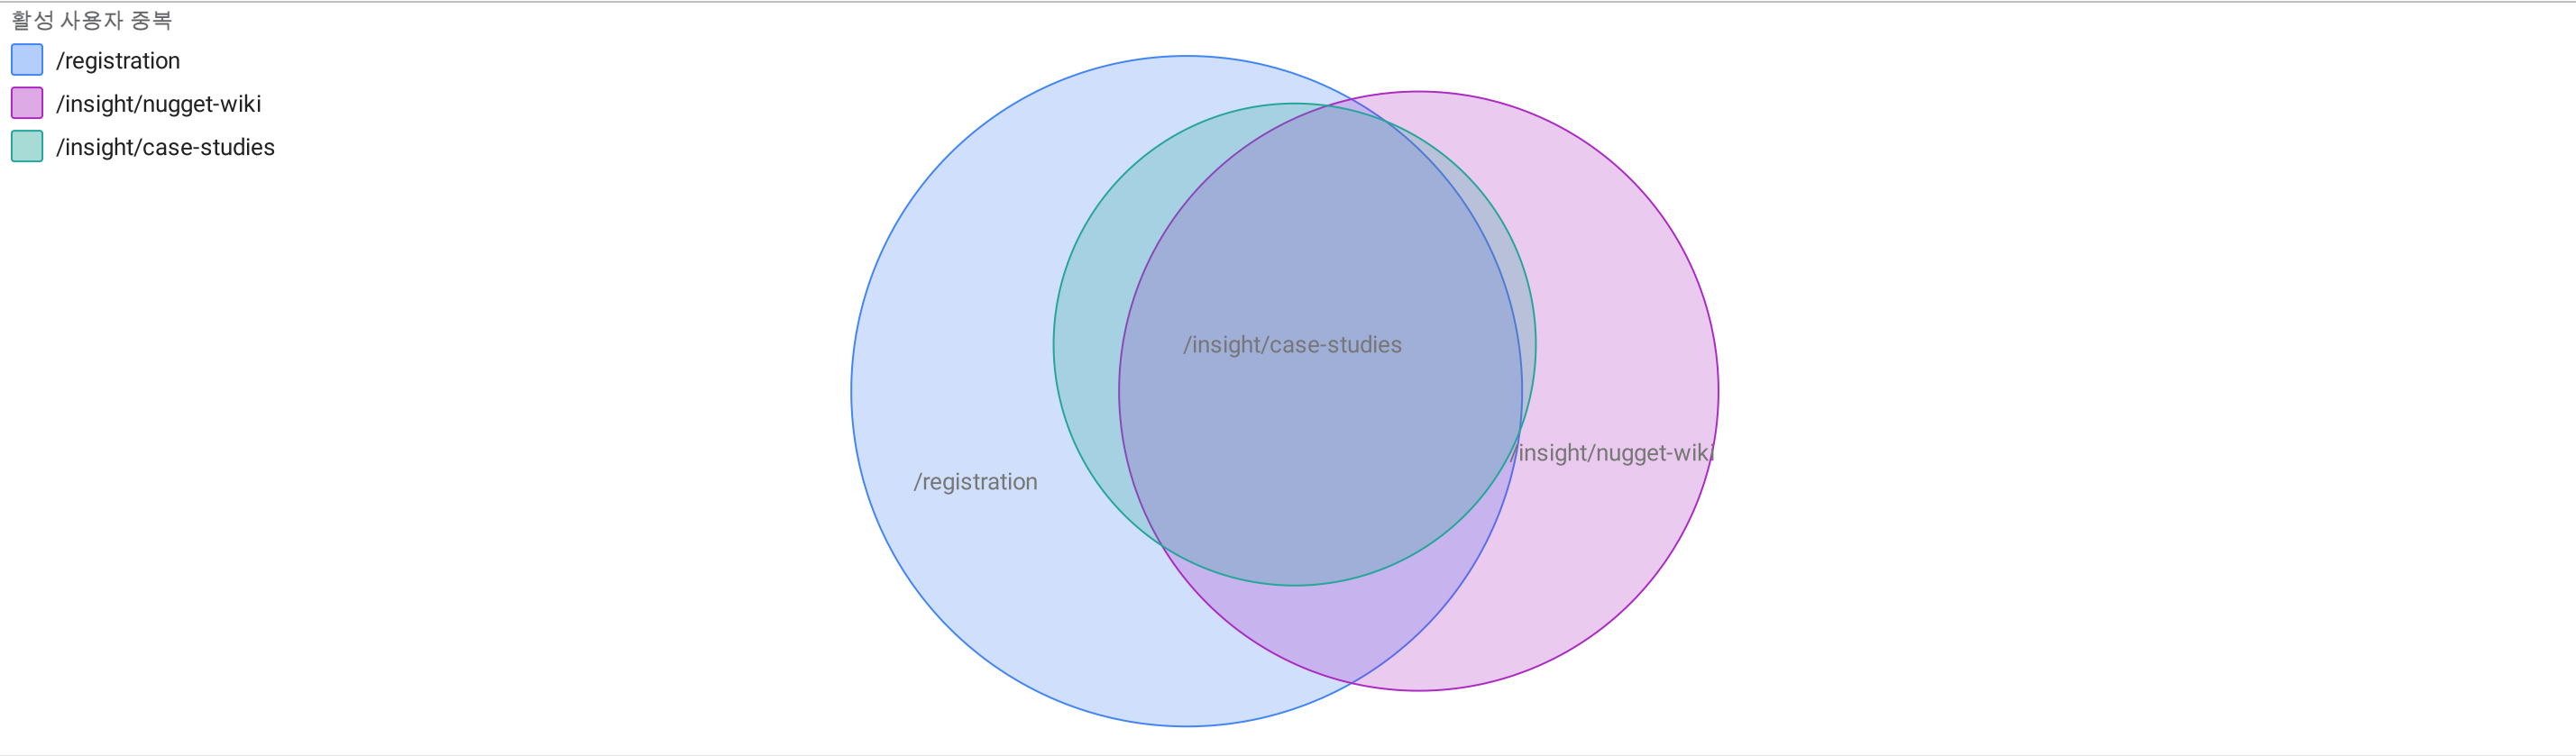 활성 사용자 중복
/registration
/insight/nugget-wiki
/insight/case-studies
/insight/case-studies
/insight/nugget-wiki
/registration